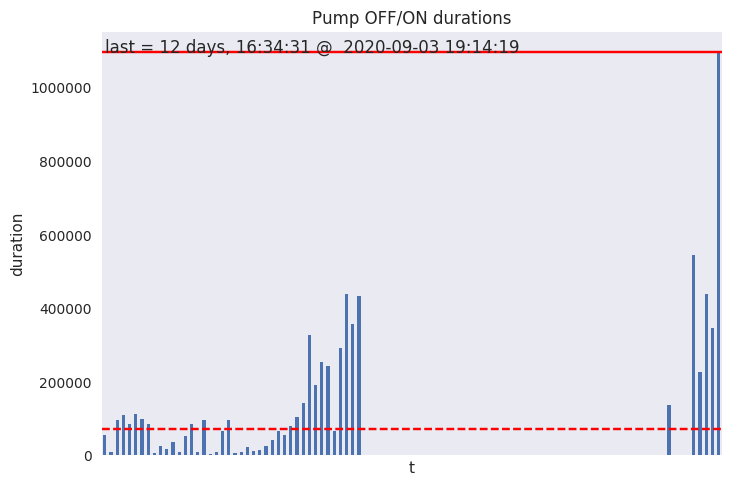 Pump OFF/ON durations
last = 12 days, 16:34:31 @  2020-09-03 19:14:19
1000000
800000
600000
400000
200000
0
duration
t